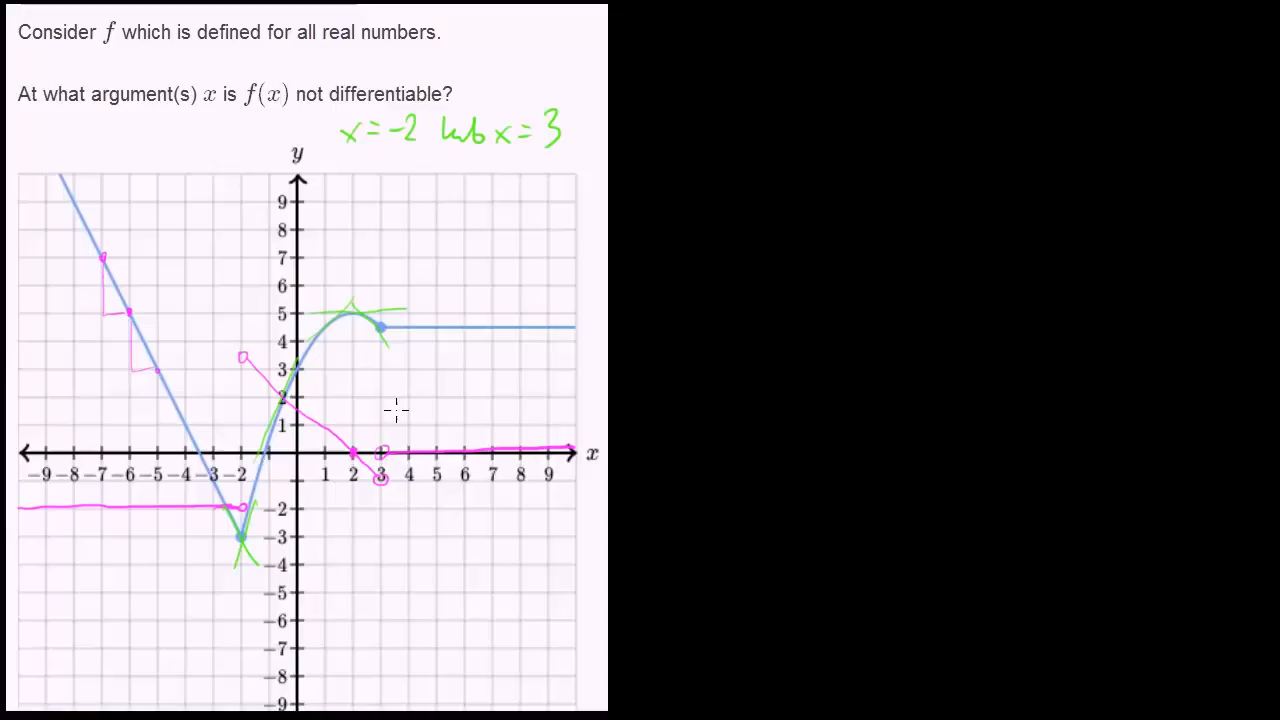 Consider f which is defined for all real numbers.
At what argument(s) x is f(x) not differentiable?
x = -2 lub x = 3
y
9
8
7
6
5
4
3
2
1
x
-9 -8 -7 -6 -5 -4 -3 -2 1 2 3 4 5 6 7 8 9
-2
-3
-4
-5
-6
-7
-8
-9